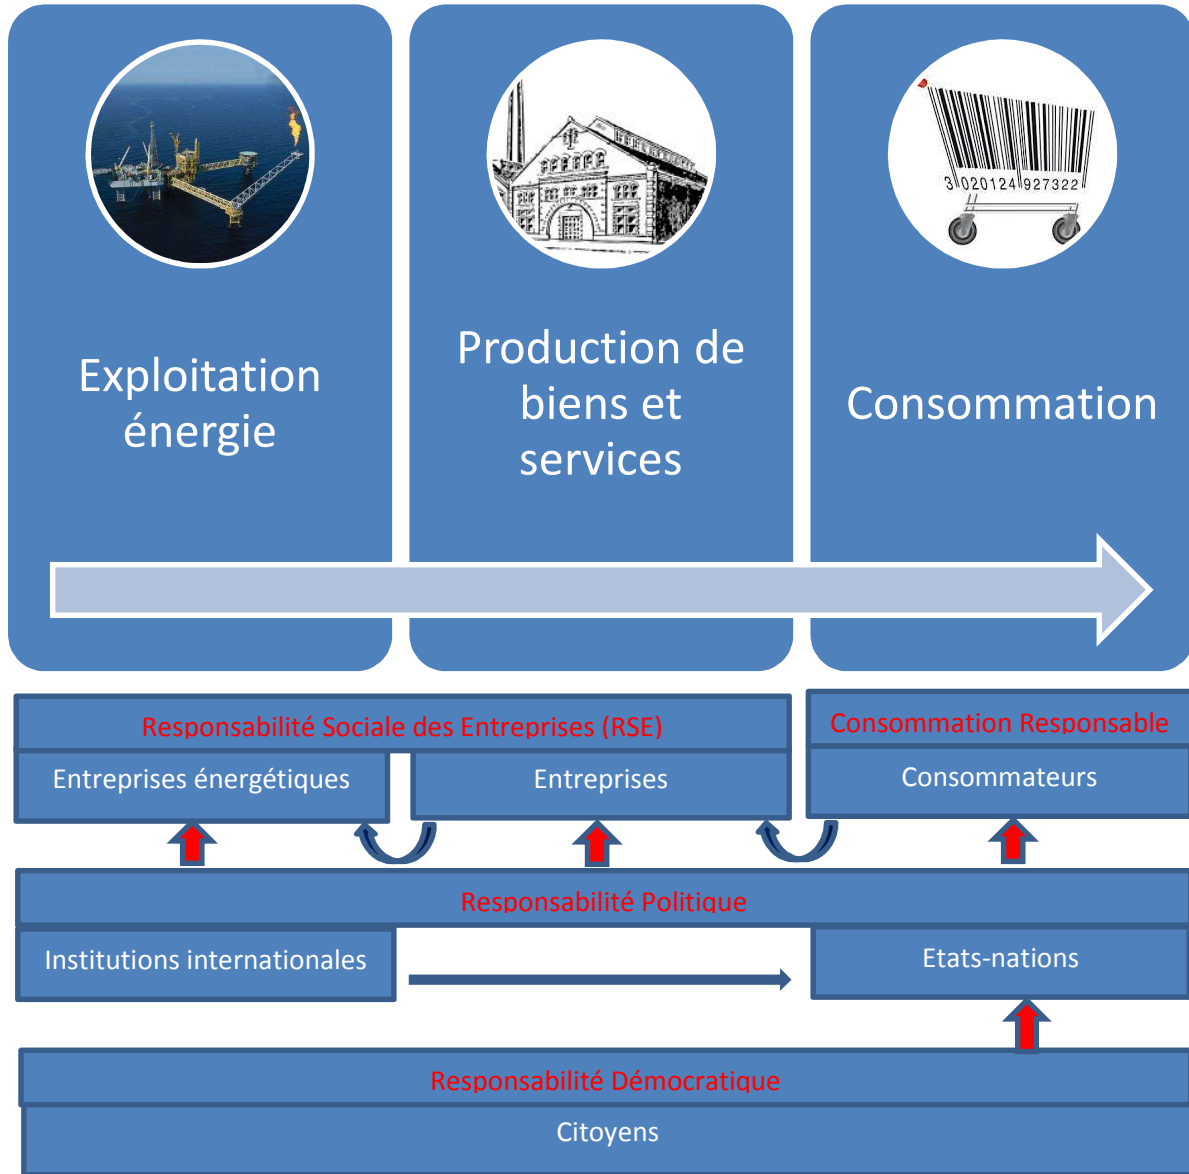 3 020124 927322
Exploitation
énergie
Production de
biens et
services
Consommation
Responsabilité Sociale des Entreprises (RSE)
Consommation Responsable
Entreprises énergétiques
Entreprises
Consommateurs
Responsabilité Politique
Institutions internationales
Etats-nations
Responsabilité Démocratique
Citoyens